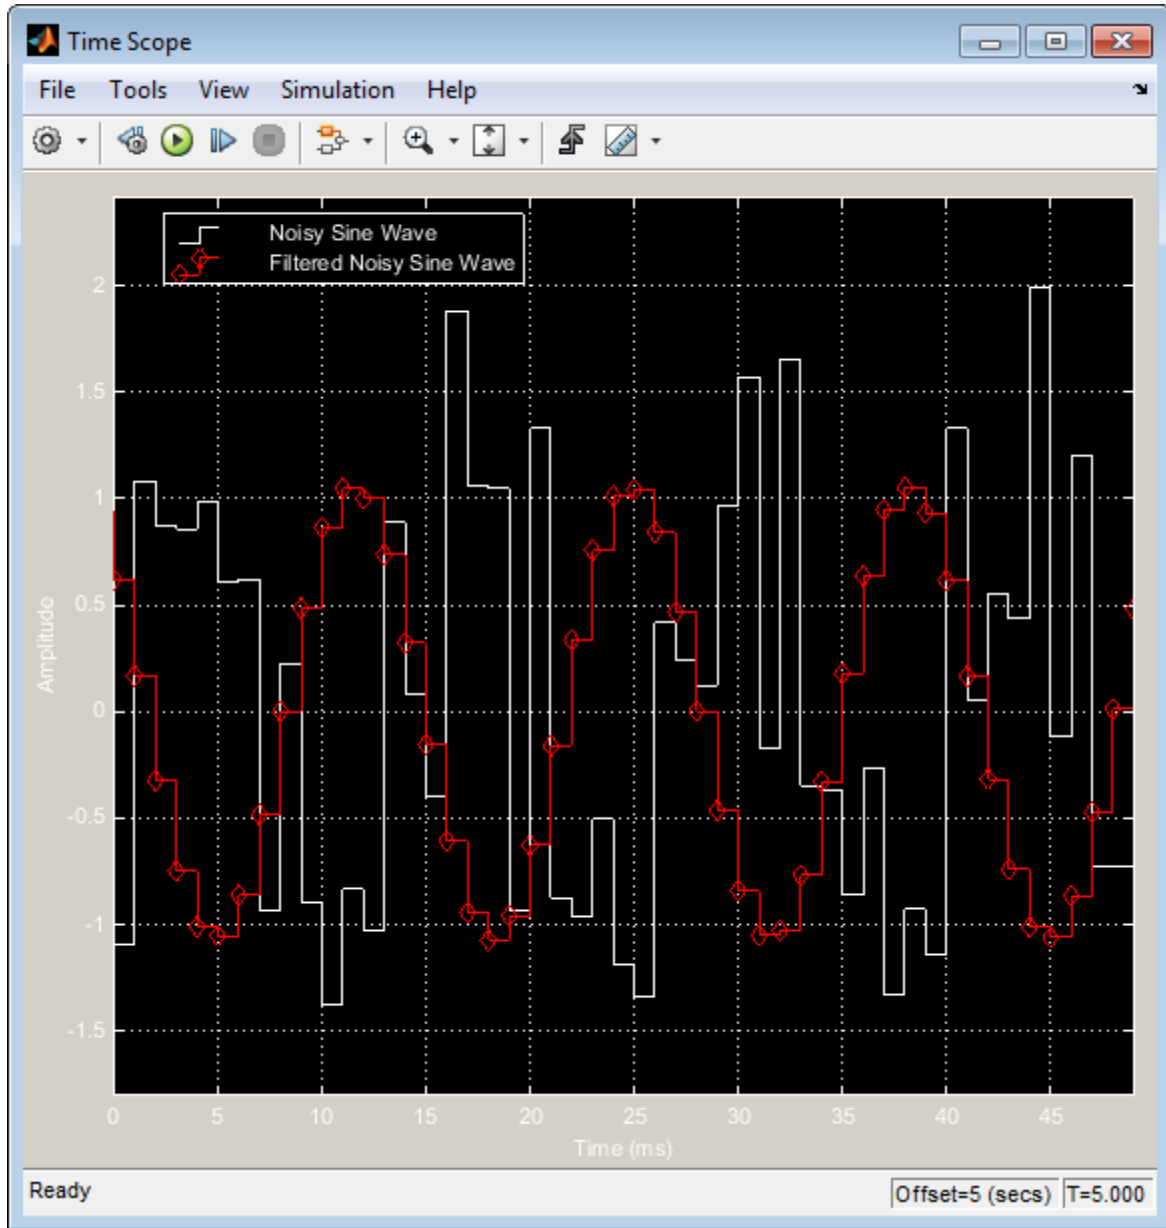 Time Scope
File Tools View Simulation Help
Noisy Sine Wave
Filtered Noisy Sine Wave
2
1.5
1
0.5
0
-0.5
-1
-1.5
Amplitude
0 5 10 15 20 25 30 35 40 45
Time (ms)
Ready Offset=5 (secs) T=5.000